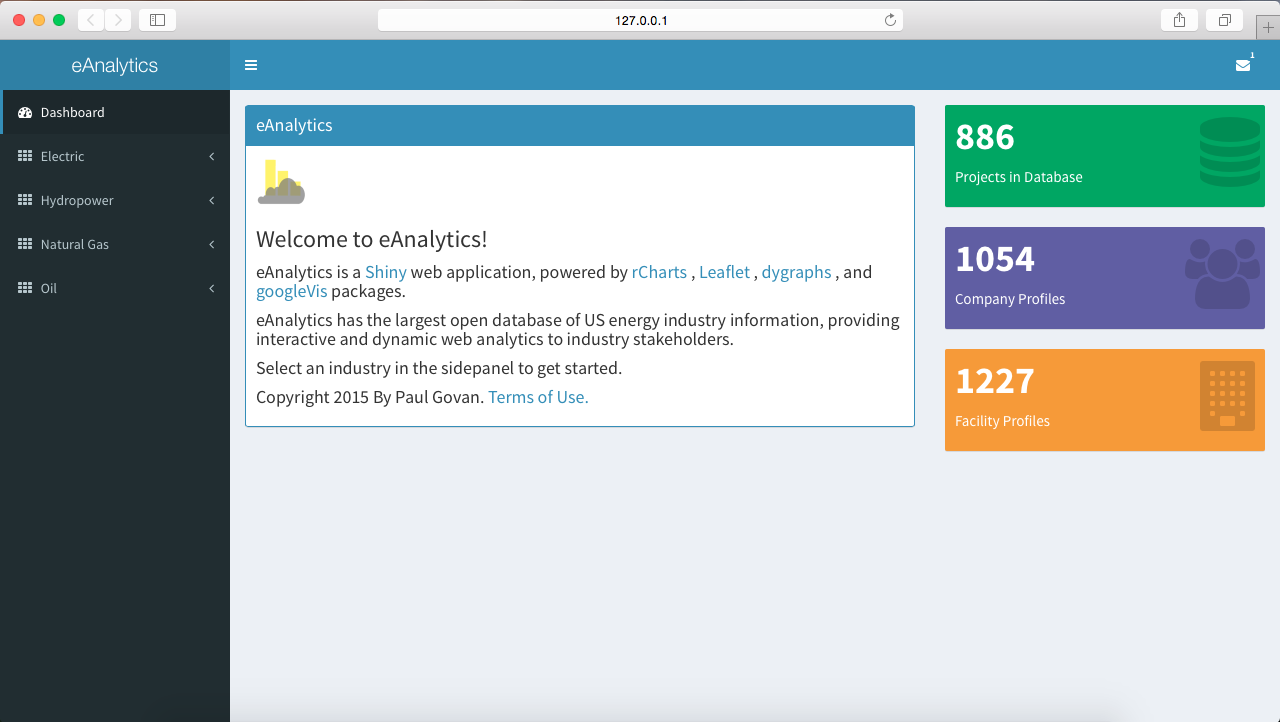 127.0.0.1
eAnalytics
1
Dashboard
Electric
Hydropower
Natural Gas
Oil
eAnalytics
Welcome to eAnalytics!
eAnalytics is a Shiny web application, powered by rCharts , Leaflet , dygraphs , and
googleVis packages.
eAnalytics has the largest open database of US energy industry information, providing
interactive and dynamic web analytics to industry stakeholders.
Select an industry in the sidepanel to get started.
Copyright 2015 By Paul Govan. Terms of Use.
886
Projects in Database
1054
Company Profiles
1227
Facility Profiles